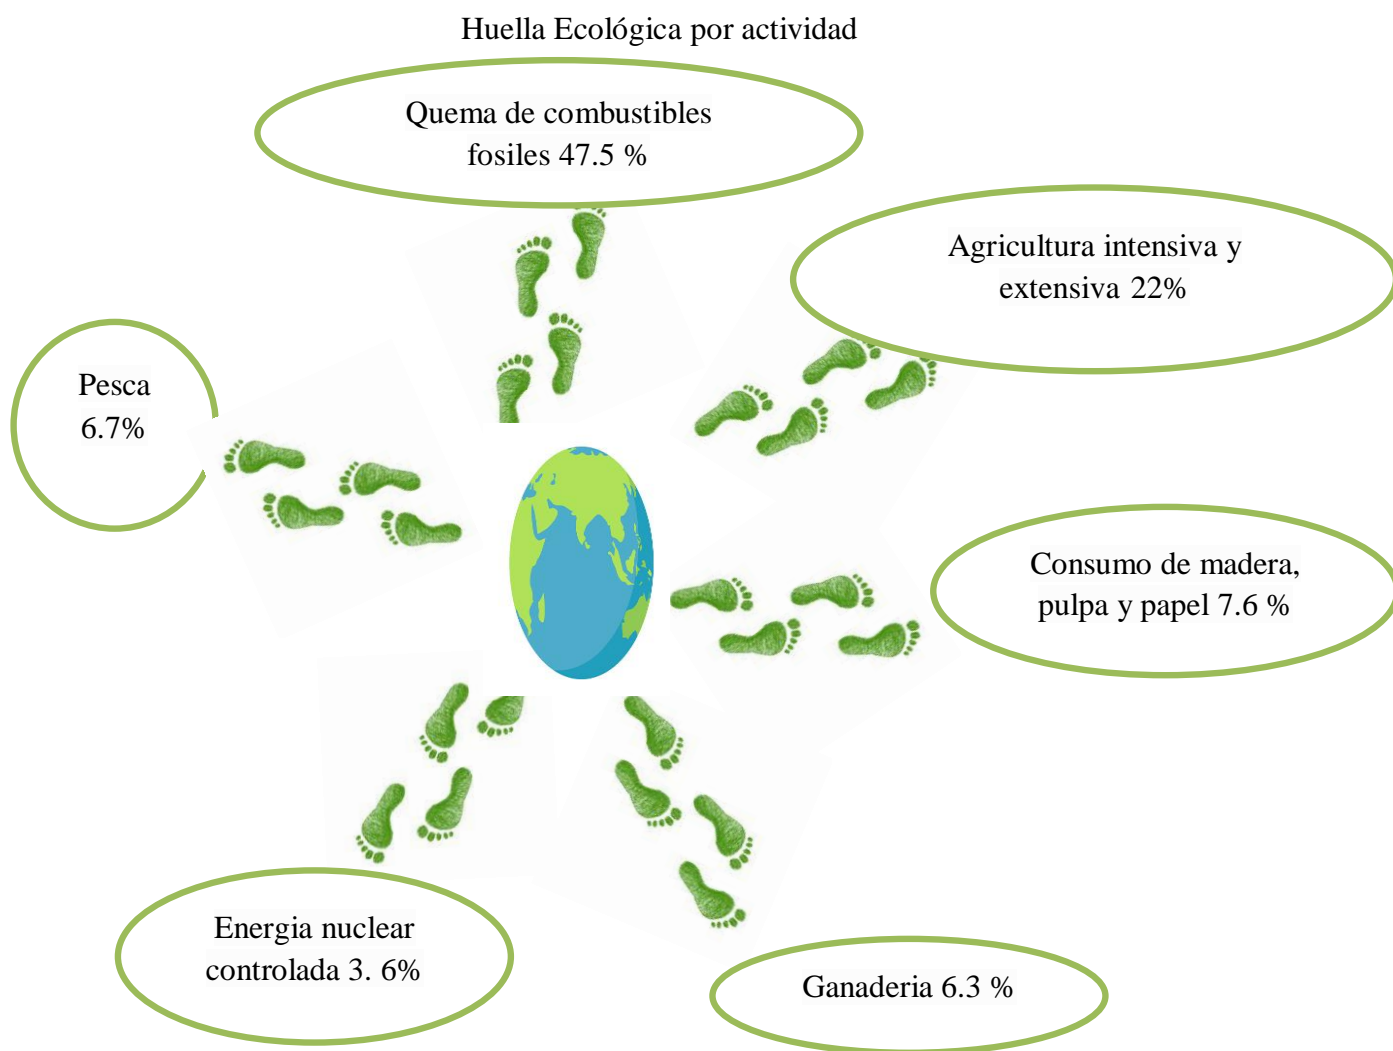 Huella Ecológica por actividad
Quema de combustibles
fosiles 47.5 %
Agricultura intensiva y
extensiva 22%
Pesca
6.7%
Consumo de madera,
pulpa y papel 7.6 %
Energia nuclear
controlada 3. 6%
Ganaderia 6.3 %